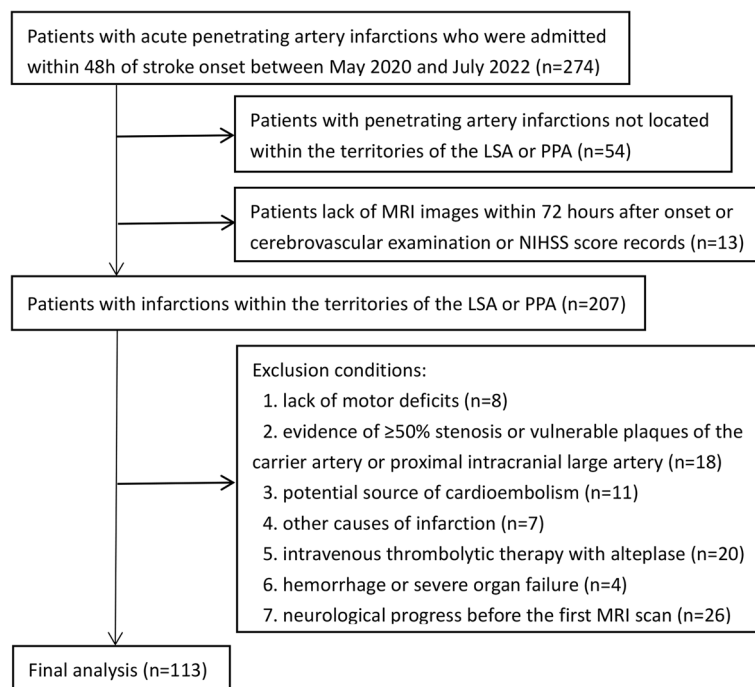 Patients with acute penetrating artery infarctions who were admitted
within 48h of stroke onset between May 2020 and July 2022 (n=274)
Patients with penetrating artery infarctions not located
within the territories of the LSA or PPA (n=54)
Patients lack of MRI images within 72 hours after onset or
cerebrovascular examination or NIHSS score records (n=13)
Patients with infarctions within the territories of the LSA or PPA (n=207)
Exclusion conditions:
1. lack of motor deficits (n=8)
2. evidence of ≥50% stenosis or vulnerable plaques of the
carrier artery or proximal intracranial large artery (n=18)
3. potential source of cardioembolism (n=11)
4. other causes of infarction (n=7)
5. intravenous thrombolytic therapy with alteplase (n=20)
6. hemorrhage or severe organ failure (n=4)
7. neurological progress before the first MRI scan (n=26)
Final analysis (n=113)